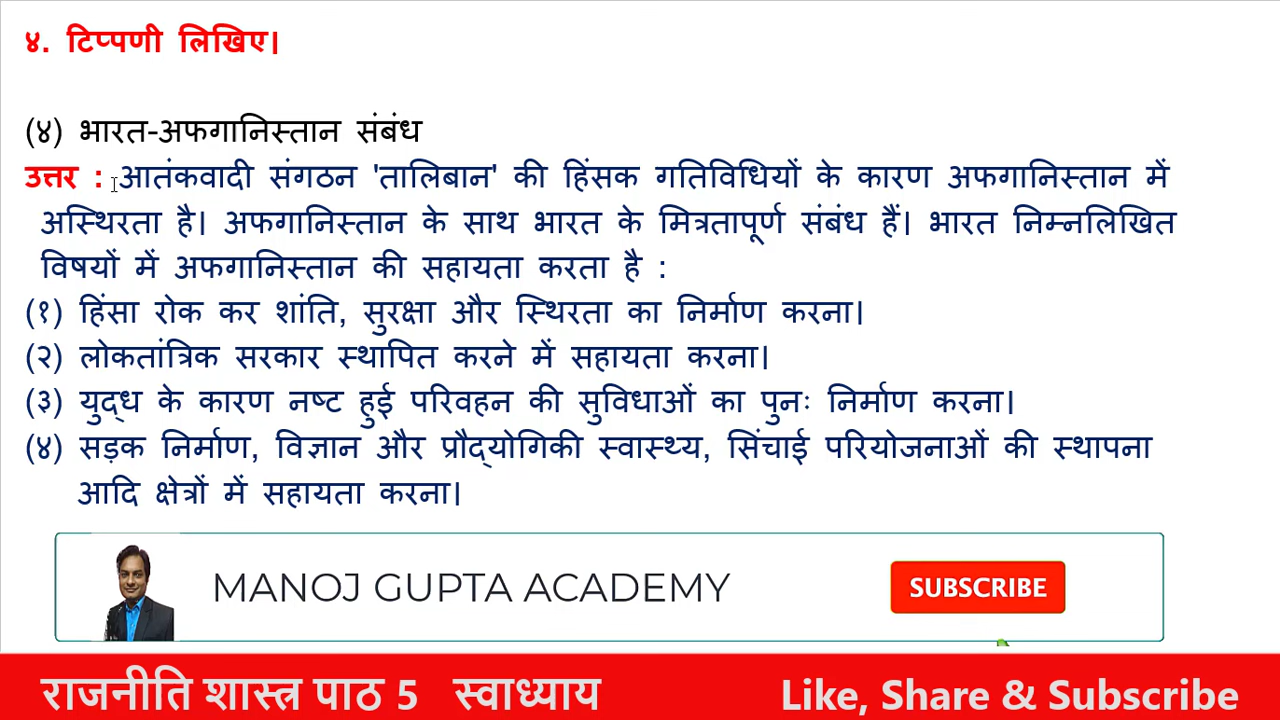 ४. टिप्पणी लिखिए।
(४) भारत-अफगानिस्तान संबंध
उत्तर : आतंकवादी संगठन 'तालिबान' की हिंसक गतिविधियों के कारण अफगानिस्तान में
अस्थिरता है। अफगानिस्तान के साथ भारत के मित्रतापूर्ण संबंध हैं। भारत निम्नलिखित
विषयों में अफगानिस्तान की सहायता करता है :
(१) हिंसा रोक कर शांति, सुरक्षा और स्थिरता का निर्माण करना।
(२) लोकतांत्रिक सरकार स्थापित करने में सहायता करना।
(३) युद्ध के कारण नष्ट हुई परिवहन की सुविधाओं का पुनः निर्माण करना।
(४) सड़क निर्माण, विज्ञान और प्रौद्योगिकी स्वास्थ्य, सिंचाई परियोजनाओं की स्थापना
आदि क्षेत्रों में सहायता करना।
MANOJ GUPTA ACADEMY SUBSCRIBE
राजनीति शास्त्र पाठ 5 स्वाध्याय Like, Share & Subscribe